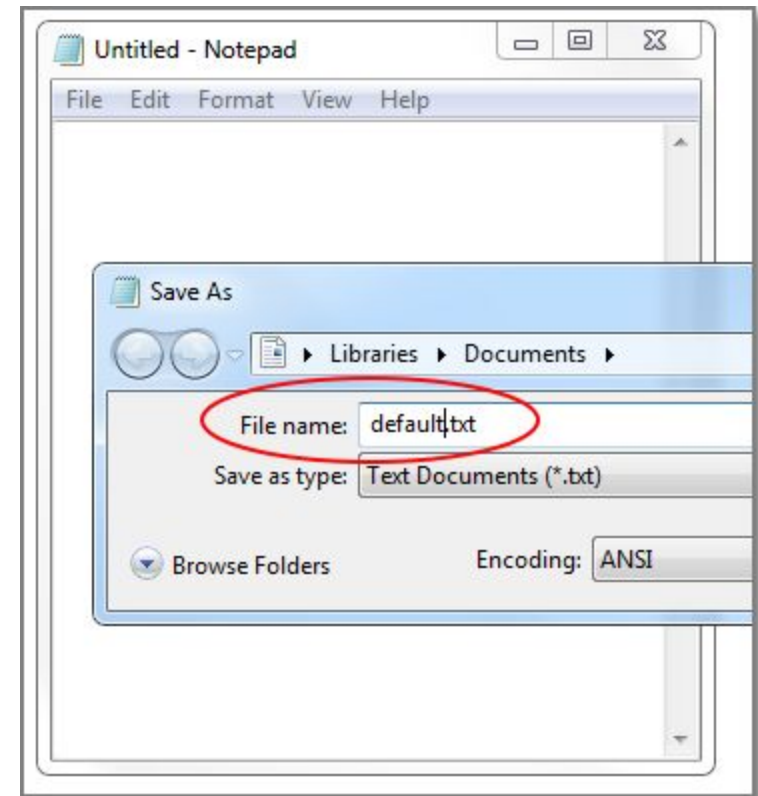 Untitled - Notepad
File Edit Format View Help
Save As
Libraries Documents
File name: default.txt
Save as type: Text Documents (*.txt)
Browse Folders Encoding: ANSI